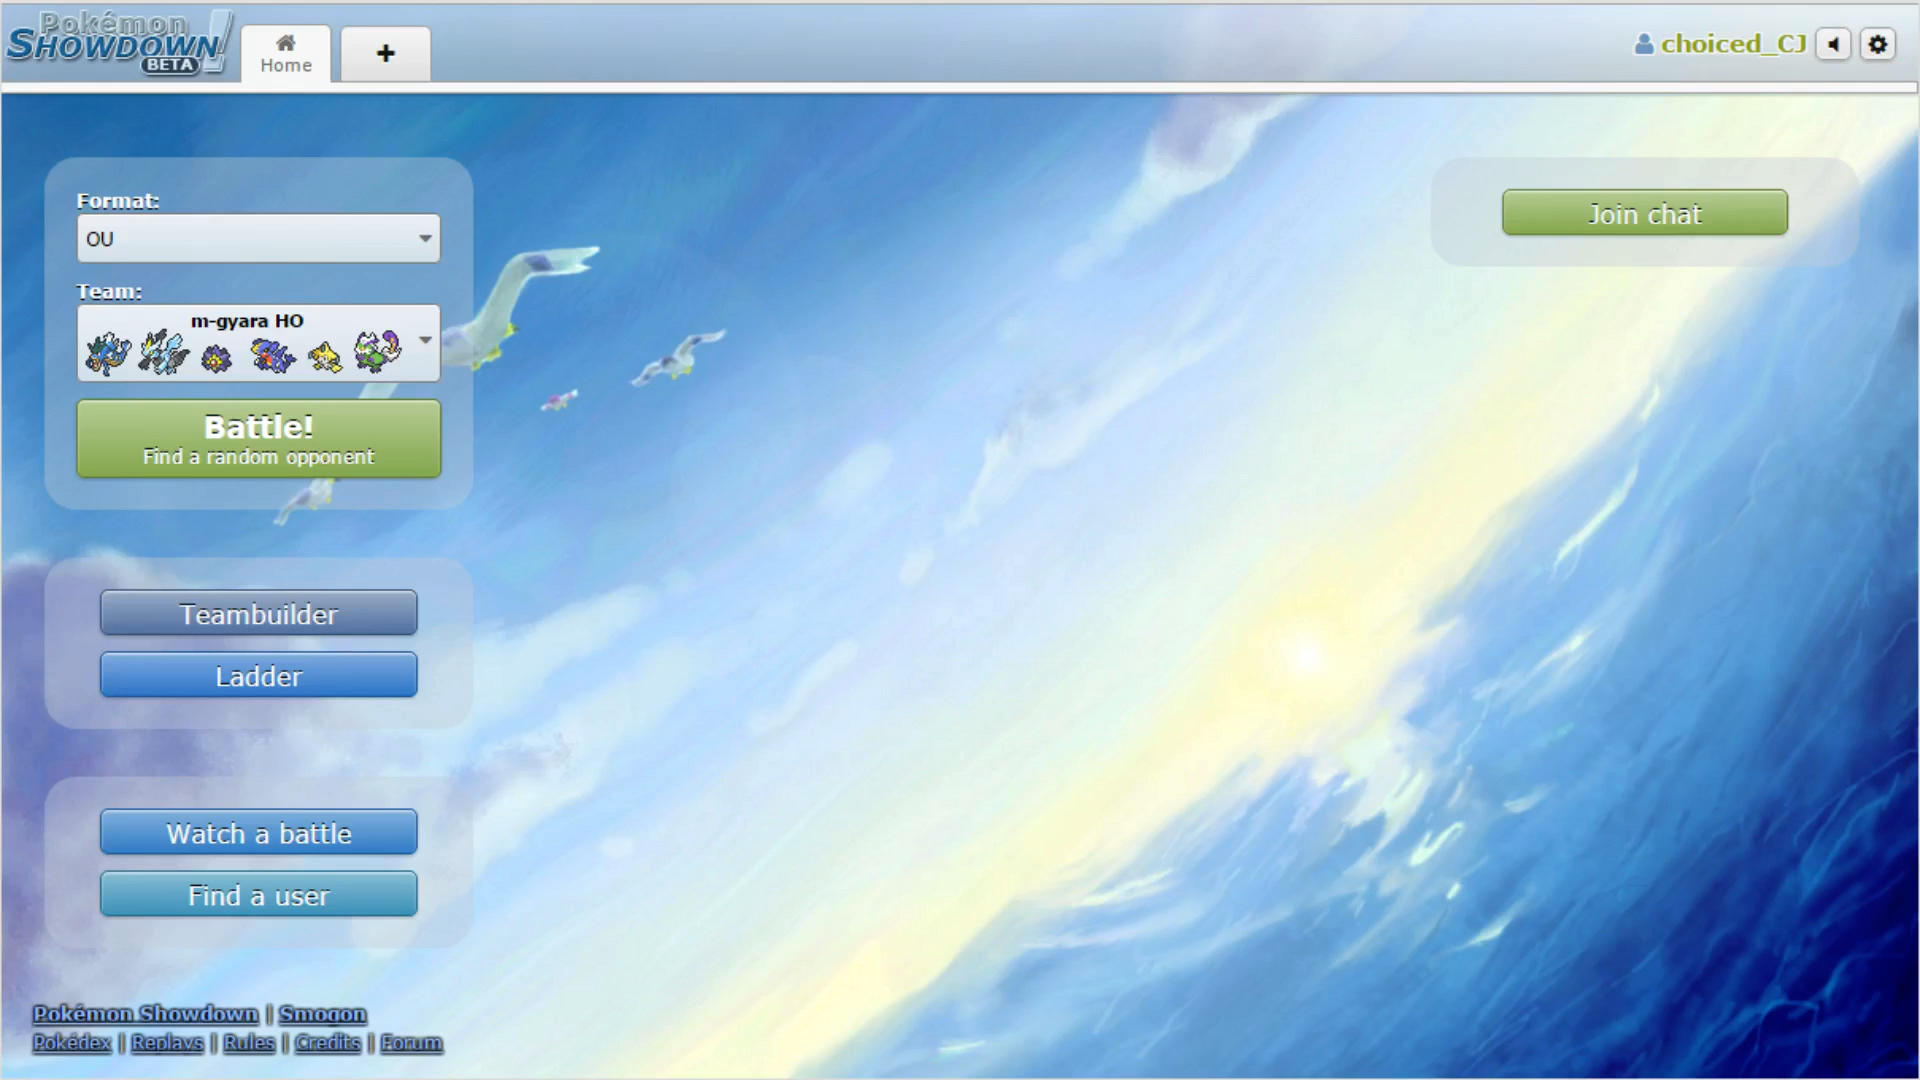 Pokémon
SHOWDOWN!
BETA
Home
+
choiced_CJ
Format:
OU
Team:
m-gyara HO
Battle!
Find a random opponent
Join chat
Teambuilder
Ladder
Watch a battle
Find a user
Pokémon Showdown | Smogon
Pokédex | Replays | Rules | Credits | Forum